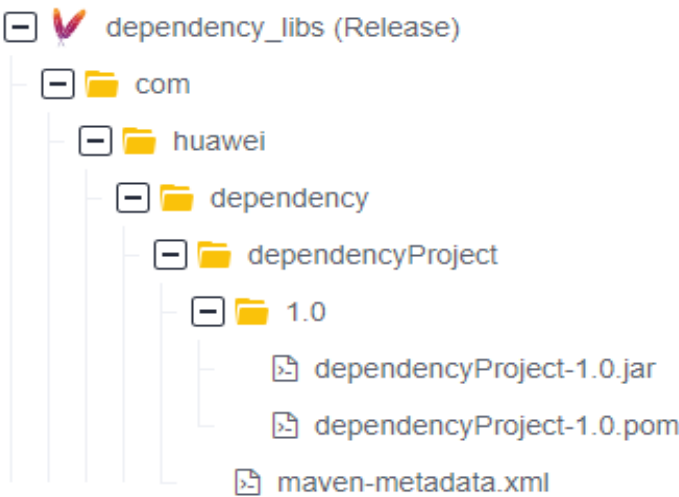 dependency_libs (Release)
com
huawei
dependency
dependencyProject
1.0
dependencyProject-1.0.jar
dependencyProject-1.0.pom
maven-metadata.xml